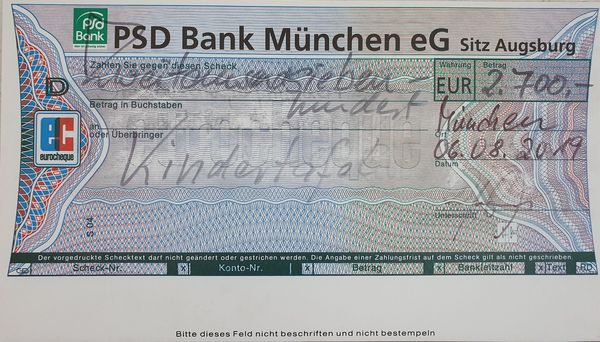 PSD Bank
PSD Bank München eG Sitz Augsburg
Zahlen Sie gegen diesen Scheck
Zweitausendsieben-
hundert
Währung Betrag
EUR 2.700,-
Betrag in Buchstaben
an
oder Überbringer
München
06.08.2019
Datum
ec
eurocheque
Unterschrift
S 04
D
Der vorgedruckte Schecktext darf nicht geändert oder gestrichen werden. Die Angabe einer Zahlungsfrist auf dem Scheck gilt als nicht geschrieben.
Scheck-Nr. x Konto-Nr. x Betrag x Bankleitzahl x Text
Bitte dieses Feld nicht beschriften und nicht bestempeln